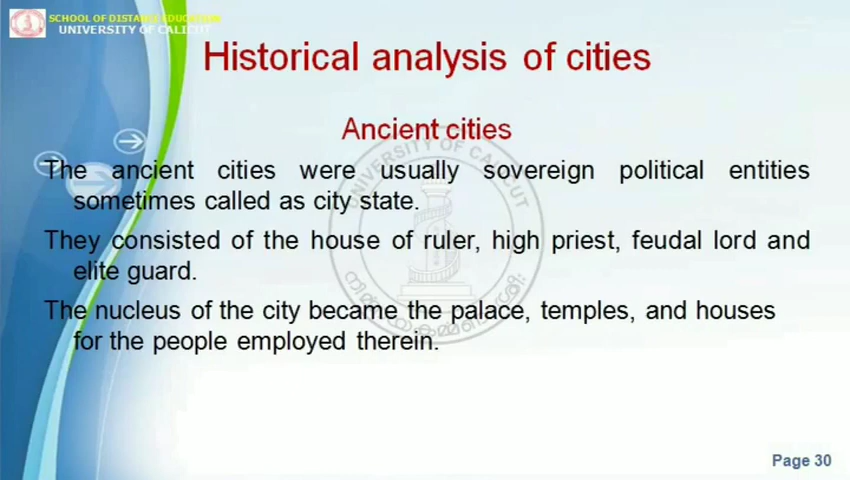 SCHOOL OF DISTANCE EDUCATION
UNIVERSITY OF CALICUT
Historical analysis of cities
Ancient cities
The ancient cities were usually sovereign political entities
sometimes called as city state.
They consisted of the house of ruler, high priest, feudal lord and
elite guard.
The nucleus of the city became the palace, temples, and houses
for the people employed therein.
UNIVERSITY OF CALICUT
Page 30